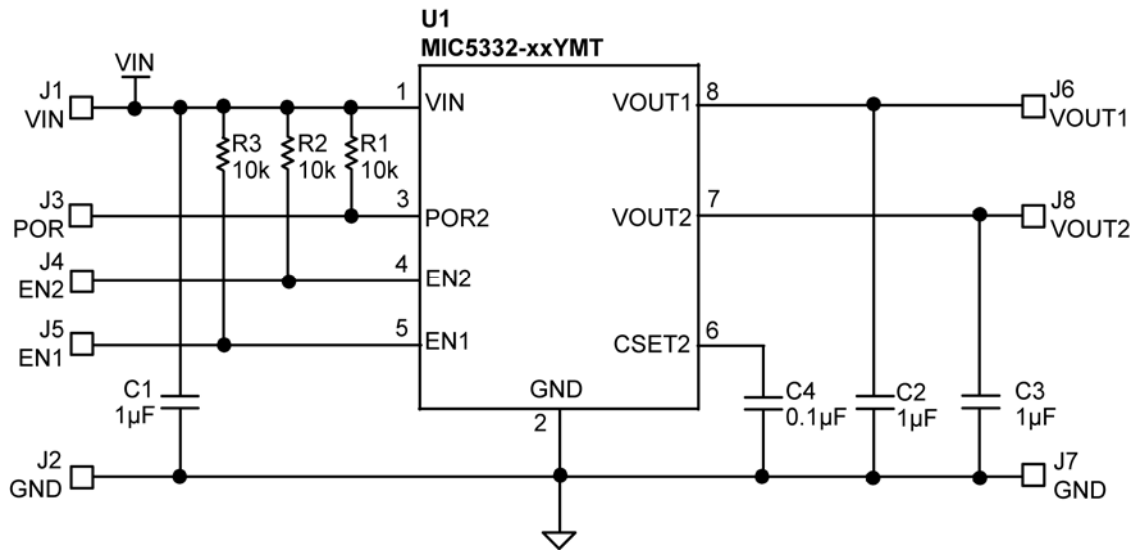 U1
MIC5332-xxYMT
VIN
J1
VIN
1
VIN
VOUT1
8
J6
VOUT1
R3
10k
R2
10k
R1
10k
J3
POR
3
POR2
VOUT2
7
J8
VOUT2
J4
EN2
4
EN2
J5
EN1
5
EN1
CSET2
6
C1
1µF
GND
2
C4
0.1µF
C2
1µF
C3
1µF
J2
GND
J7
GND